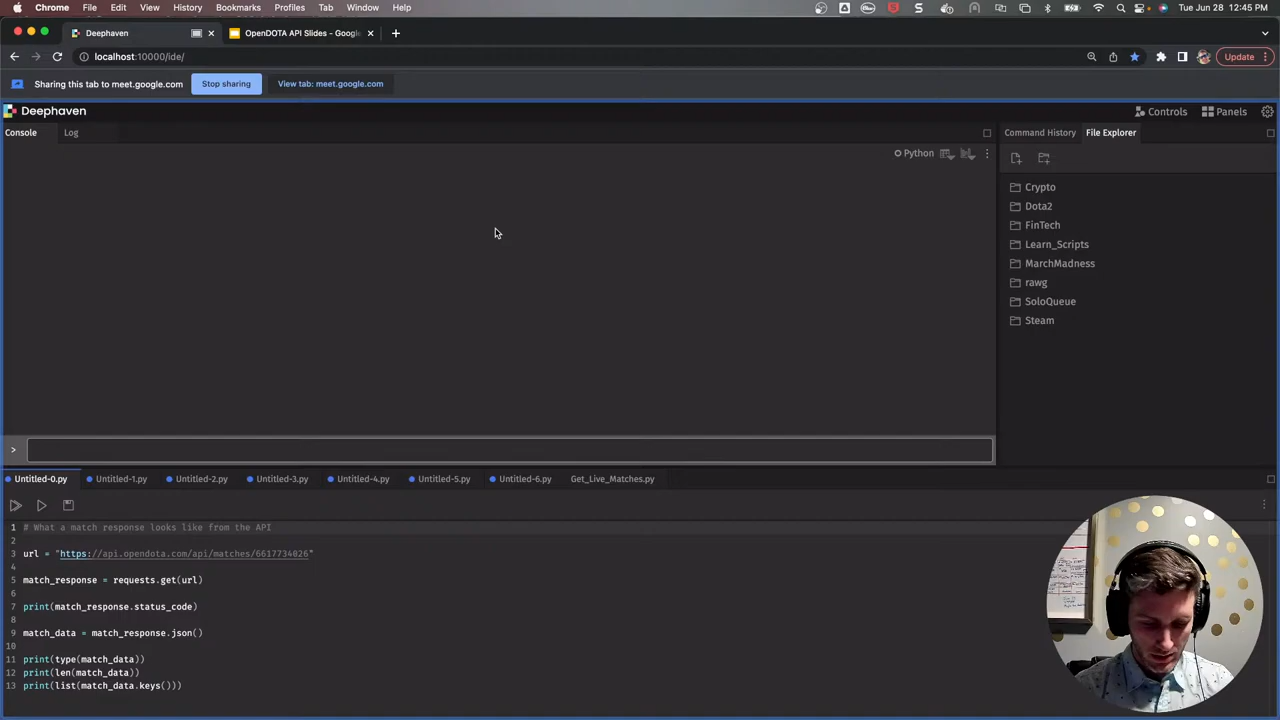 Chrome File Edit View History Bookmarks Profiles Tab Window Help Tue Jun 28 12:45 PM
Deephaven OpenDOTA API Slides - Google
localhost:10000/ide/ Update
Sharing this tab to meet.google.com Stop sharing View tab: meet.google.com
Deephaven Controls Panels
Console Log Command History File Explorer
Python
Crypto
Dota2
FinTech
Learn_Scripts
MarchMadness
rawg
SoloQueue
Steam
>
Untitled-0.py Untitled-1.py Untitled-2.py Untitled-3.py Untitled-4.py Untitled-5.py Untitled-6.py Get_Live_Matches.py
1 # What a match response looks like from the API
2
3 url = "https://api.opendota.com/api/matches/6617734026"
4
5 match_response = requests.get(url)
6
7 print(match_response.status_code)
8
9 match_data = match_response.json()
10
11 print(type(match_data))
12 print(len(match_data))
13 print(list(match_data.keys()))